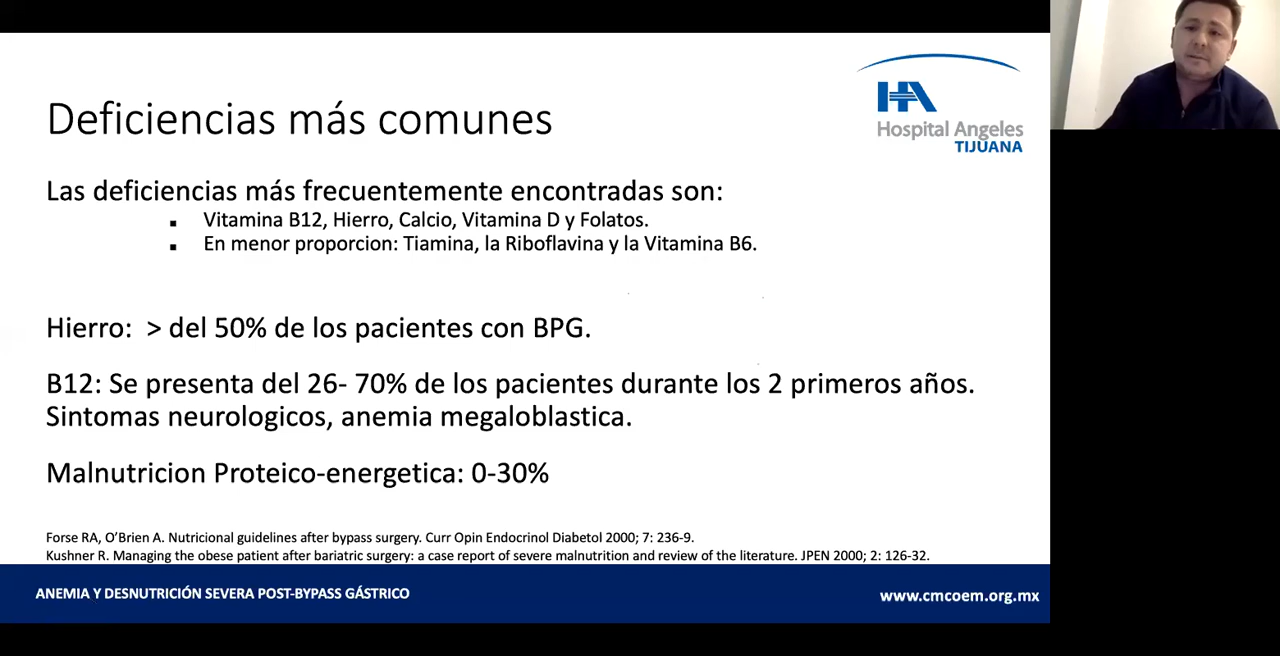 Deficiencias más comunes
HA
Hospital Angeles
TIJUANA
Las deficiencias más frecuentemente encontradas son:
▪ Vitamina B12, Hierro, Calcio, Vitamina D y Folatos.
▪ En menor proporcion: Tiamina, la Riboflavina y la Vitamina B6.
Hierro: > del 50% de los pacientes con BPG.
B12: Se presenta del 26- 70% de los pacientes durante los 2 primeros años.
Sintomas neurologicos, anemia megaloblastica.
Malnutricion Proteico-energetica: 0-30%
Forse RA, O’Brien A. Nutricional guidelines after bypass surgery. Curr Opin Endocrinol Diabetol 2000; 7: 236-9.
Kushner R. Managing the obese patient after bariatric surgery: a case report of severe malnutrition and review of the literature. JPEN 2000; 2: 126-32.
ANEMIA Y DESNUTRICIÓN SEVERA POST-BYPASS GÁSTRICO
www.cmcoem.org.mx